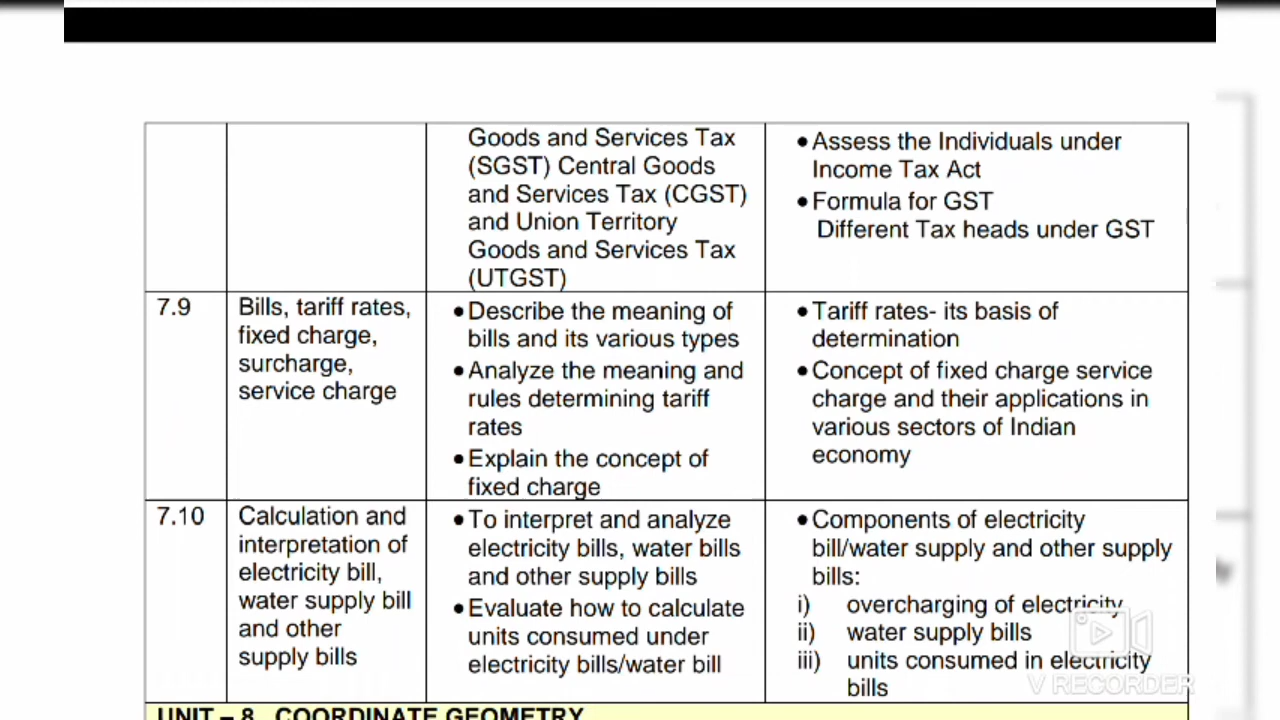 Goods and Services Tax
(SGST) Central Goods
and Services Tax (CGST)
and Union Territory
Goods and Services Tax
(UTGST)
•Assess the Individuals under
Income Tax Act
•Formula for GST
Different Tax heads under GST
7.9
Bills, tariff rates,
fixed charge,
surcharge,
service charge
•Describe the meaning of
bills and its various types
•Analyze the meaning and
rules determining tariff
rates
•Explain the concept of
fixed charge
•Tariff rates- its basis of
determination
•Concept of fixed charge service
charge and their applications in
various sectors of Indian
economy
7.10
Calculation and
interpretation of
electricity bill,
water supply bill
and other
supply bills
•To interpret and analyze
electricity bills, water bills
and other supply bills
•Evaluate how to calculate
units consumed under
electricity bills/water bill
•Components of electricity
bill/water supply and other supply
bills:
i) overcharging of electricity
ii) water supply bills
iii) units consumed in electricity
bills
UNIT – 8 COORDINATE GEOMETRY
V RECORDER